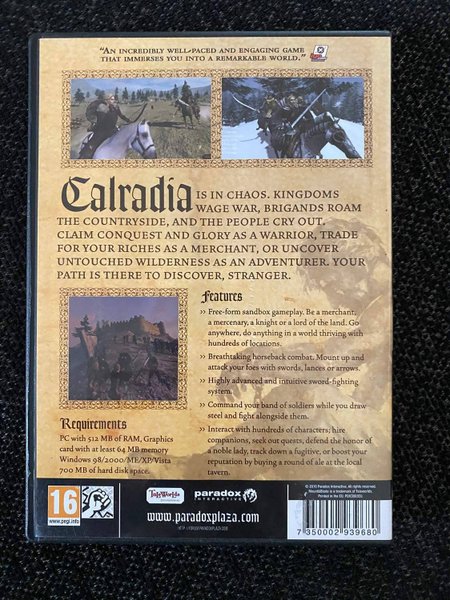 "AN INCREDIBLY WELL-PACED AND ENGAGING GAME
THAT IMMERSES YOU INTO A REMARKABLE WORLD."
Calradia IS IN CHAOS. KINGDOMS
WAGE WAR, BRIGANDS ROAM
THE COUNTRYSIDE, AND THE PEOPLE CRY OUT,
CLAIM CONQUEST AND GLORY AS A WARRIOR, TRADE
FOR YOUR RICHES AS A MERCHANT, OR UNCOVER
UNTOUCHED WILDERNESS AS AN ADVENTURER. YOUR
PATH IS THERE TO DISCOVER, STRANGER.
Features
>> Free-form sandbox gameplay. Be a merchant,
a mercenary, a knight or a lord of the land. Go
anywhere, do anything in a world thriving with
hundreds of locations.
>> Breathtaking horseback combat. Mount up and
attack your foes with swords, lances or arrows.
>> Highly advanced and intuitive sword-fighting
system.
>> Command your band of soldiers while you draw
steel and fight alongside them.
>> Interact with hundreds of characters; hire
companions, seek out quests, defend the honor of
a noble lady, track down a fugitive, or boost your
reputation by buying a round of ale at the local
tavern.
Requirements
PC with 512 MB of RAM, Graphics
card with at least 64 MB memory
Windows 98/2000/ME/XP/Vista
700 MB of hard disk space.
16
www.pegi.info
TaleWorlds
paradox
INTERACTIVE
www.paradoxplaza.com
7 350002 939680